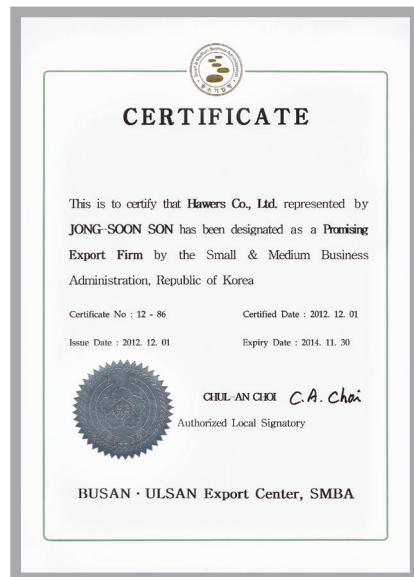 CERTIFICATE
This is to certify that Hawers Co., Ltd. represented by
JONG-SOON SON has been designated as a Promising
Export Firm by the Small & Medium Business
Administration, Republic of Korea
Certificate No : 12 - 86
Certified Date : 2012. 12. 01
Issue Date : 2012. 12. 01
Expiry Date : 2014. 11. 30
CHUL-AN CHOI C.A. Choi
Authorized Local Signatory
BUSAN · ULSAN Export Center, SMBA